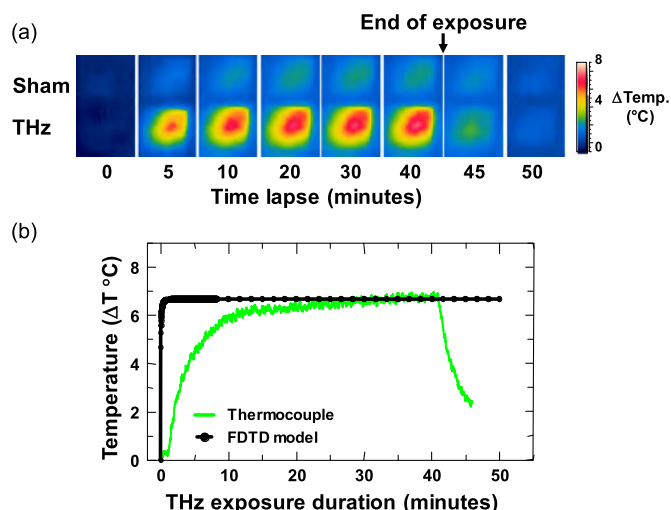 (a)
End of exposure
Sham
THz
8
4
0
ΔTemp.
(°C)
0 5 10 20 30 40 45 50
Time lapse (minutes)
(b)
Temperature (ΔT °C)
8
6
4
2
0
Thermocouple
FDTD model
0 10 20 30 40 50
THz exposure duration (minutes)